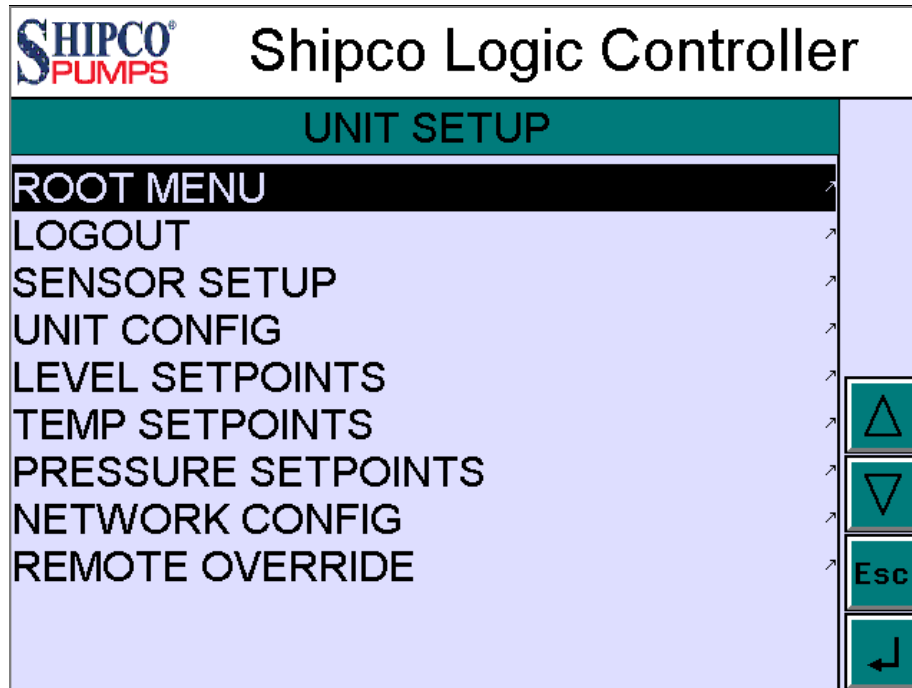 SHIPCO®
PUMPS
Shipco Logic Controller
UNIT SETUP
ROOT MENU
LOGOUT
SENSOR SETUP
UNIT CONFIG
LEVEL SETPOINTS
TEMP SETPOINTS
PRESSURE SETPOINTS
NETWORK CONFIG
REMOTE OVERRIDE
Esc